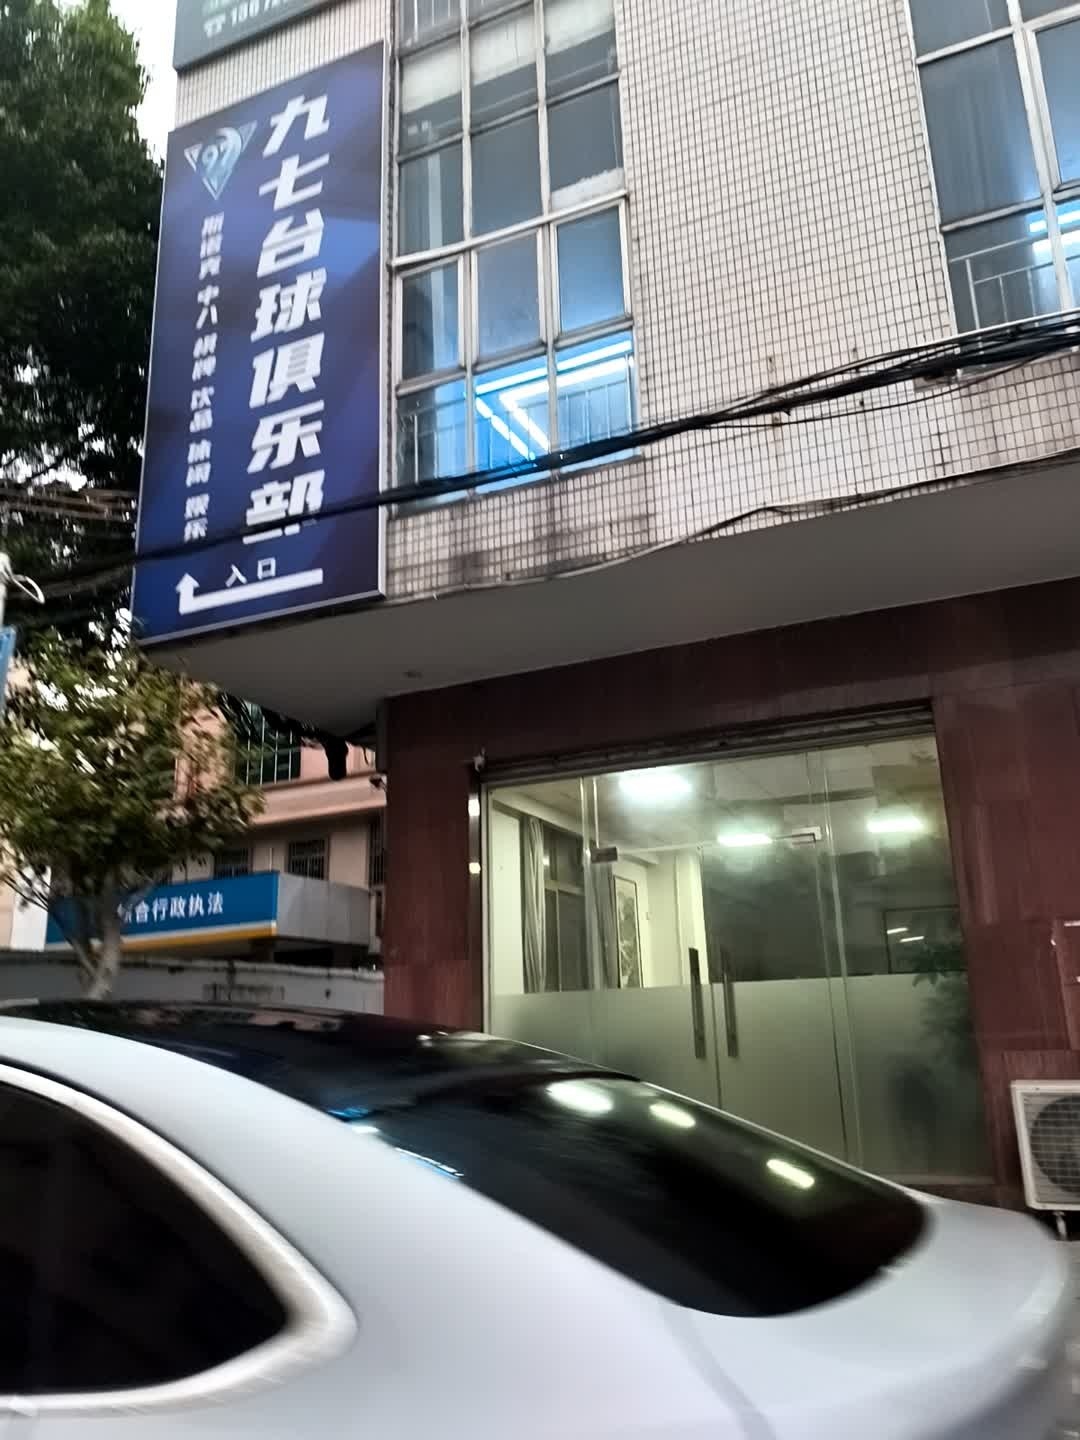 97
九七台球俱乐部
斯诺克 中八 棋牌 饮品 休闲 娱乐
入口
综合行政执法